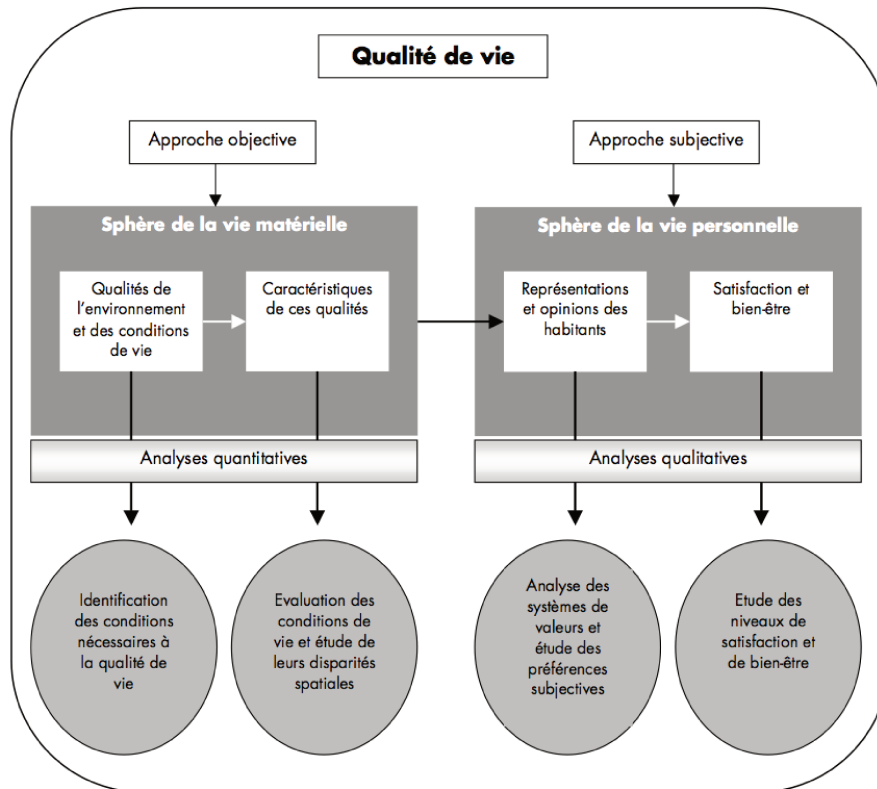 Qualité de vie
Approche objective
Approche subjective
Sphère de la vie matérielle
Sphère de la vie personnelle
Qualités de
l'environnement
et des conditions
de vie
Caractéristiques
de ces qualités
Représentations
et opinions des
habitants
Satisfaction et
bien-être
Analyses quantitatives
Analyses qualitatives
Identification
des conditions
nécessaires à
la qualité de
vie
Evaluation des
conditions de
vie et étude de
leurs disparités
spatiales
Analyse des
systèmes de
valeurs et
étude des
préférences
subjectives
Etude des
niveaux de
satisfaction et
de bien-être